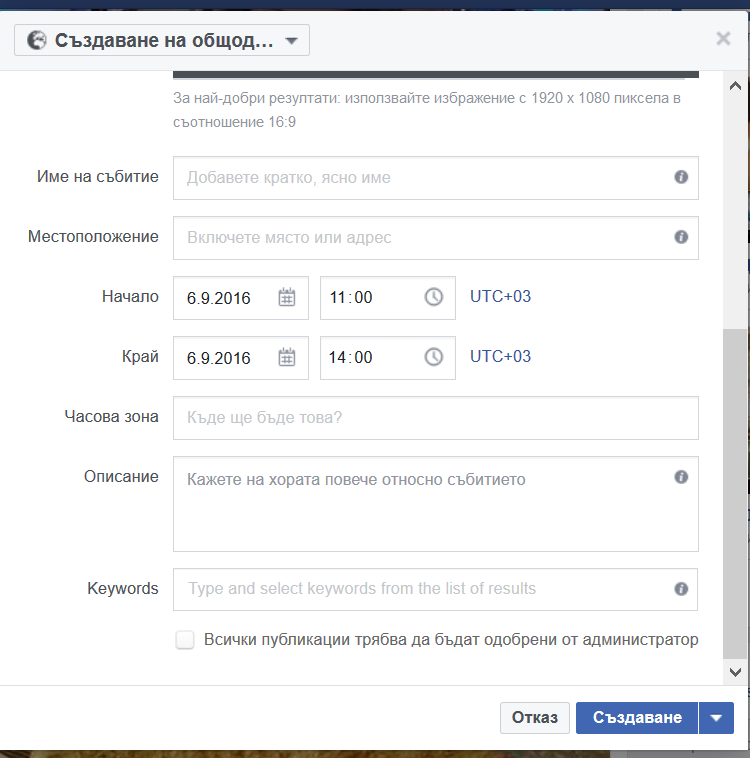 Създаване на общод...
За най-добри резултати: използвайте избражение с 1920 x 1080 пиксела в
съотношение 16:9
Име на събитие
Добавете кратко, ясно име
Местоположение
Включете място или адрес
Начало
6.9.2016
11:00
UTC+03
Край
6.9.2016
14:00
UTC+03
Часова зона
Къде ще бъде това?
Описание
Кажете на хората повече относно събитието
Keywords
Type and select keywords from the list of results
Всички публикации трябва да бъдат одобрени от администратор
Отказ
Създаване